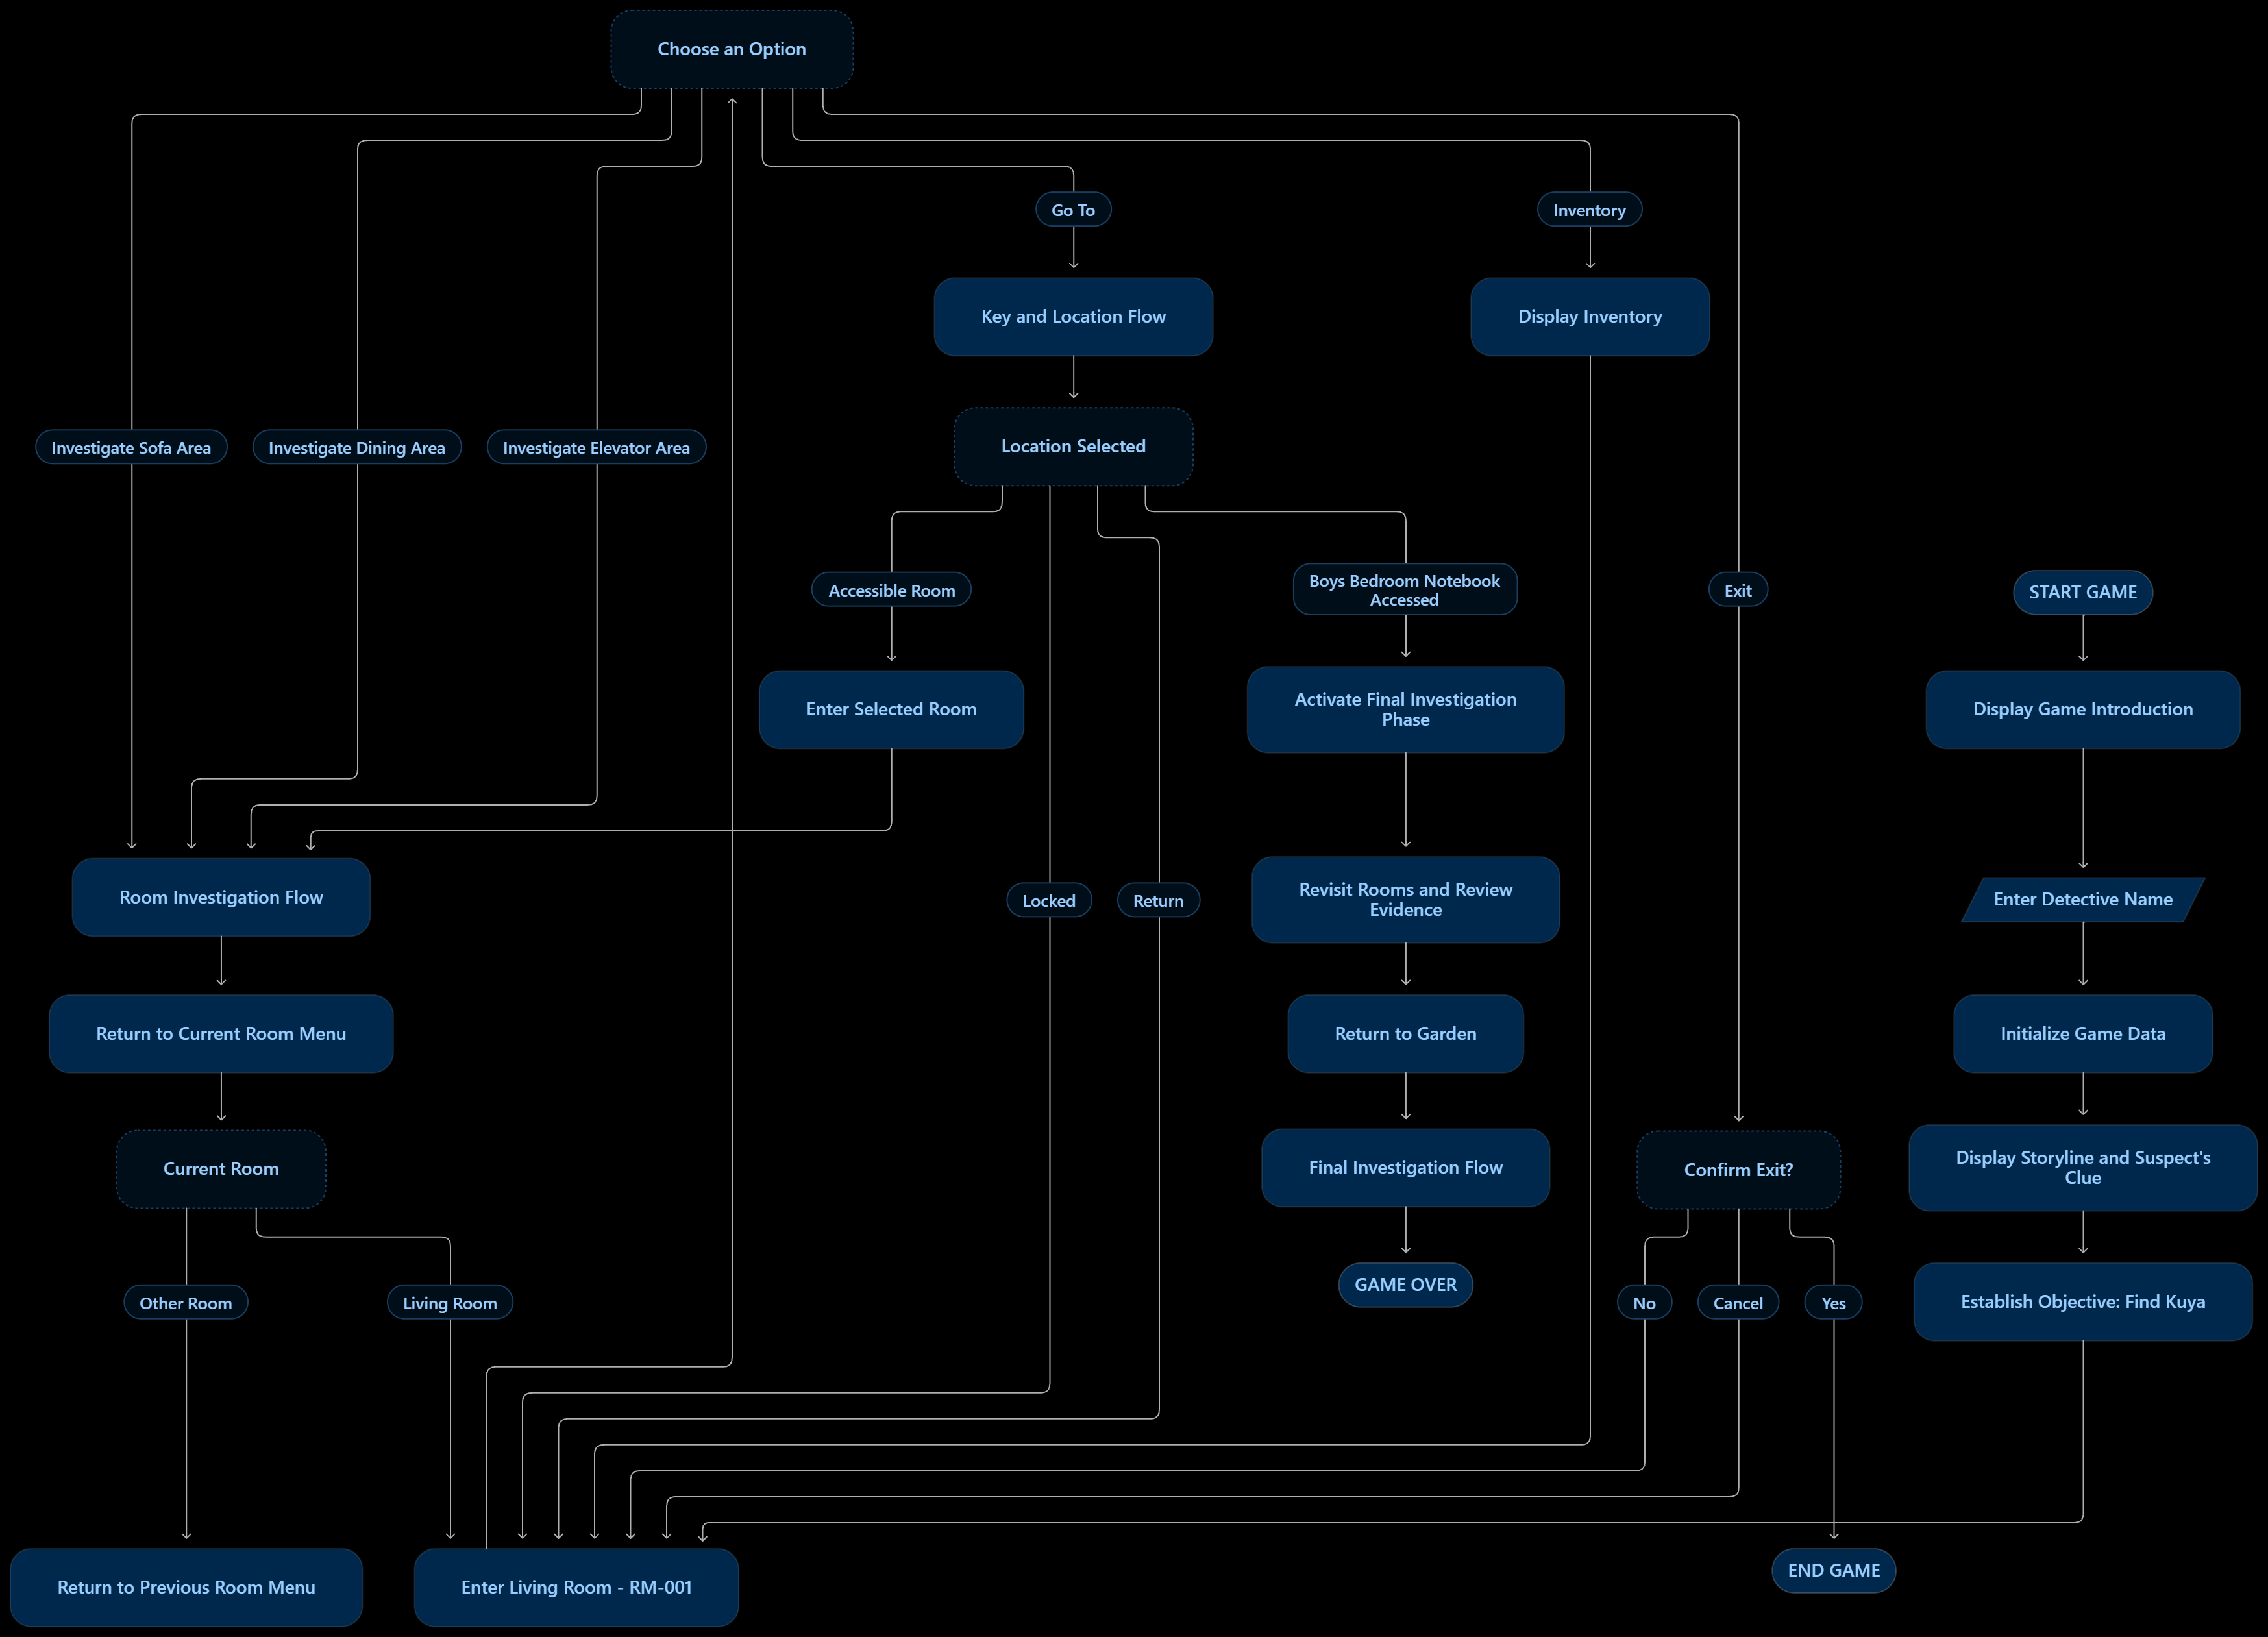 Choose an Option
Go To
Inventory
Key and Location Flow
Display Inventory
Investigate Sofa Area
Investigate Dining Area
Investigate Elevator Area
Location Selected
Accessible Room
Boys Bedroom Notebook
Accessed
Exit
START GAME
Enter Selected Room
Activate Final Investigation
Phase
Display Game Introduction
Room Investigation Flow
Locked
Return
Revisit Rooms and Review
Evidence
Enter Detective Name
Return to Current Room Menu
Return to Garden
Initialize Game Data
Current Room
Final Investigation Flow
Confirm Exit?
Display Storyline and Suspect's
Clue
Other Room
Living Room
GAME OVER
No
Cancel
Yes
Establish Objective: Find Kuya
Return to Previous Room Menu
Enter Living Room - RM-001
END GAME